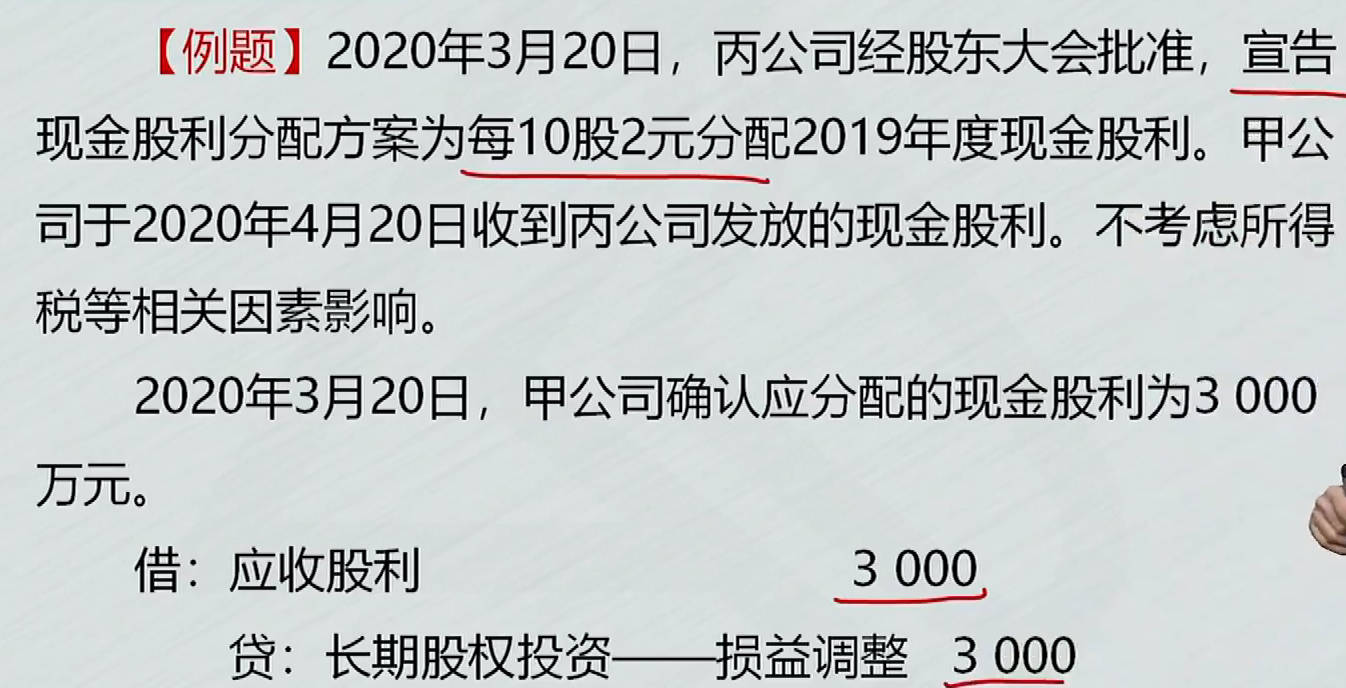 【例题】2020年3月20日，丙公司经股东大会批准，宣告
现金股利分配方案为每10股2元分配2019年度现金股利。甲公
司于2020年4月20日收到丙公司发放的现金股利。不考虑所得
税等相关因素影响。
2020年3月20日，甲公司确认应分配的现金股利为3 000
万元。
借：应收股利 3 000
贷：长期股权投资——损益调整 3 000